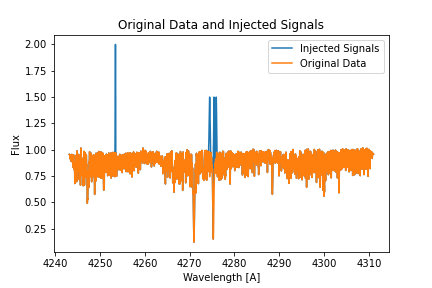 Original Data and Injected Signals
Injected Signals
Original Data
2.00
1.75
1.50
1.25
1.00
0.75
0.50
0.25
Flux
4240 4250 4260 4270 4280 4290 4300 4310
Wavelength [A]